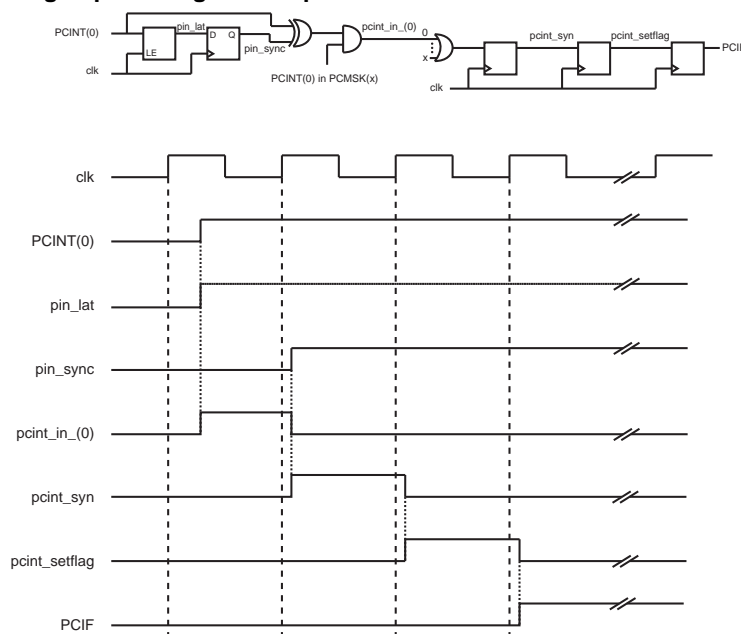 PCINT(0)
pin_lat
D Q
LE
pin_sync
clk
PCINT(0) in PCMSK(x)
pcint_in_(0)
0
x
pcint_syn
pcint_setflag
clk
clk
PCINT(0)
pin_lat
pin_sync
pcint_in_(0)
pcint_syn
pcint_setflag
PCIF